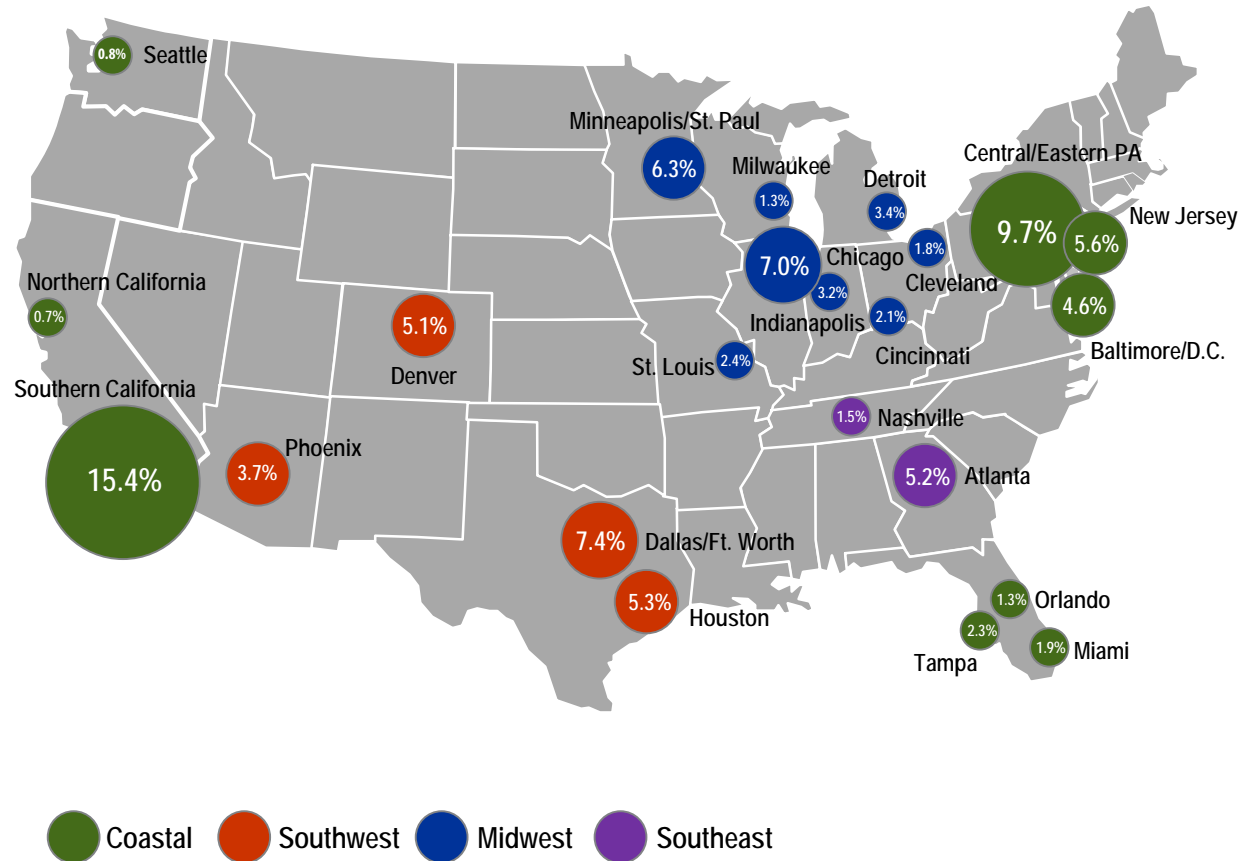 0.8%
Seattle
Minneapolis/St. Paul
6.3%
Milwaukee
1.3%
Detroit
3.4%
Central/Eastern PA
9.7%
New Jersey
5.6%
Chicago
7.0%
1.8%
Cleveland
3.2%
Indianapolis
2.1%
Cincinnati
4.6%
Baltimore/D.C.
Northern California
0.7%
5.1%
Denver
St. Louis
2.4%
Southern California
15.4%
Phoenix
3.7%
1.5%
Nashville
5.2%
Atlanta
7.4%
Dallas/Ft. Worth
5.3%
Houston
1.3%
Orlando
2.3%
Tampa
1.9%
Miami
Coastal
Southwest
Midwest
Southeast